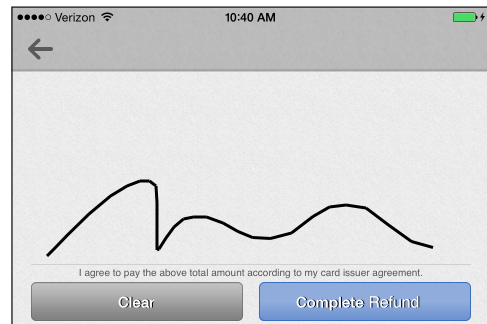 Verizon 10:40 AM
I agree to pay the above total amount according to my card issuer agreement.
Clear Complete Refund